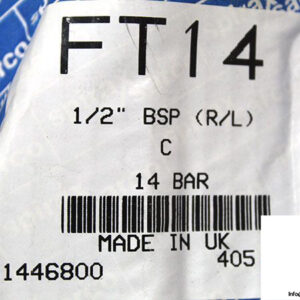 FT14
1/2" BSP (R/L)
C
14 BAR
MADE IN UK
1446800
405